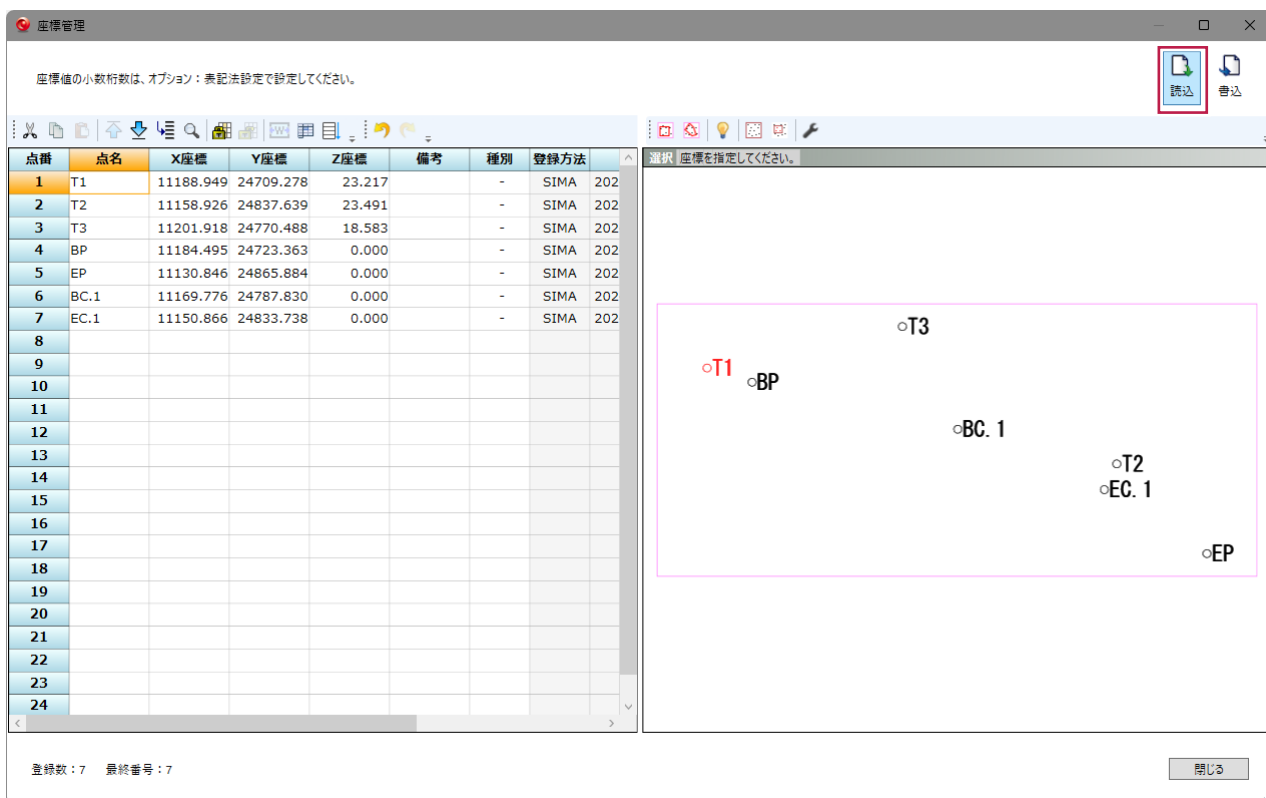 座標管理
座標値の小数桁数は、オプション：表記法設定で設定してください。
読込 書込
選択 座標を指定してください。
点番 点名 X座標 Y座標 Z座標 備考 種別 登録方法
1 T1 11188.949 24709.278 23.217 - SIMA 202
2 T2 11158.926 24837.639 23.491 - SIMA 202
3 T3 11201.918 24770.488 18.583 - SIMA 202
4 BP 11184.495 24723.363 0.000 - SIMA 202
5 EP 11130.846 24865.884 0.000 - SIMA 202
6 BC.1 11169.776 24787.830 0.000 - SIMA 202
7 EC.1 11150.866 24833.738 0.000 - SIMA 202
8
9
10
11
12
13
14
15
16
17
18
19
20
21
22
23
24
T3
T1
BP
BC. 1
T2
EC. 1
EP
登録数：7 最終番号：7
閉じる